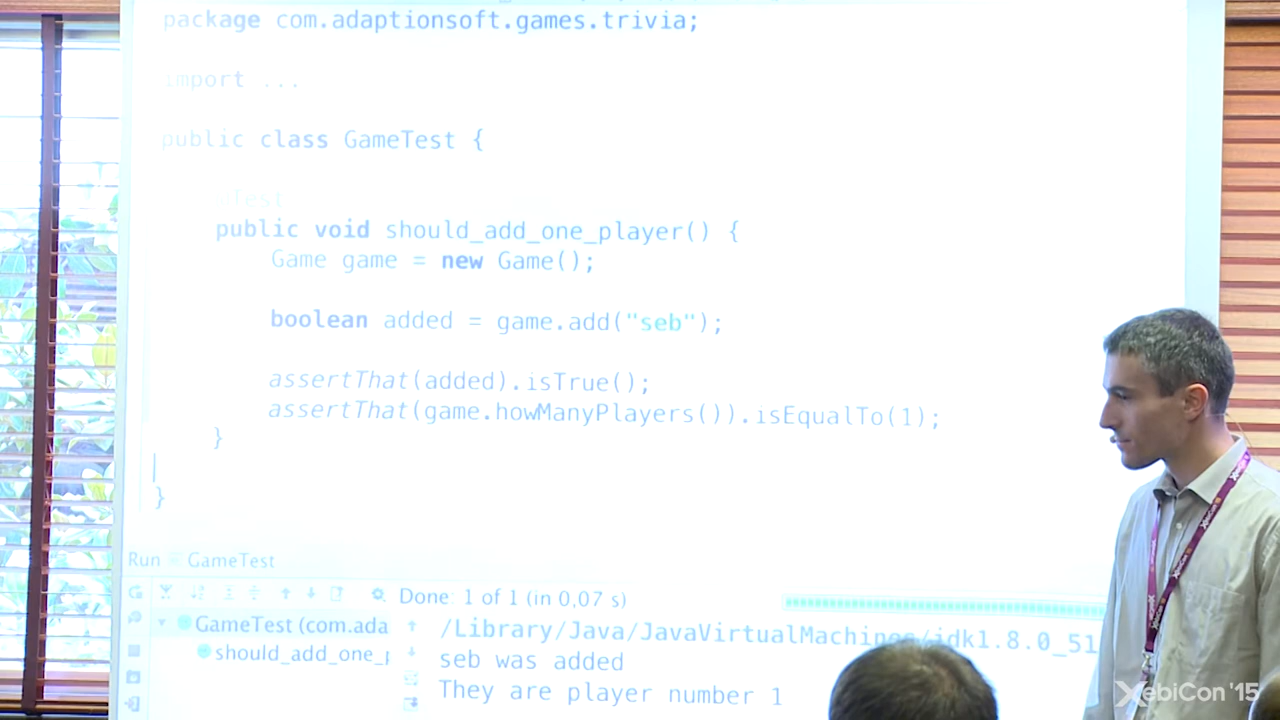 package com.adaptionsoft.games.trivia;
import ...
public class GameTest {
@Test
public void should_add_one_player() {
Game game = new Game();
boolean added = game.add("seb");
assertThat(added).isTrue();
assertThat(game.howManyPlayers()).isEqualTo(1);
}
}
Run GameTest
Done: 1 of 1 (in 0,07 s)
GameTest (com.ada
/Library/Java/JavaVirtualMachines/jdk1.8.0_51
should_add_one_p
seb was added
They are player number 1
XebiCon '15